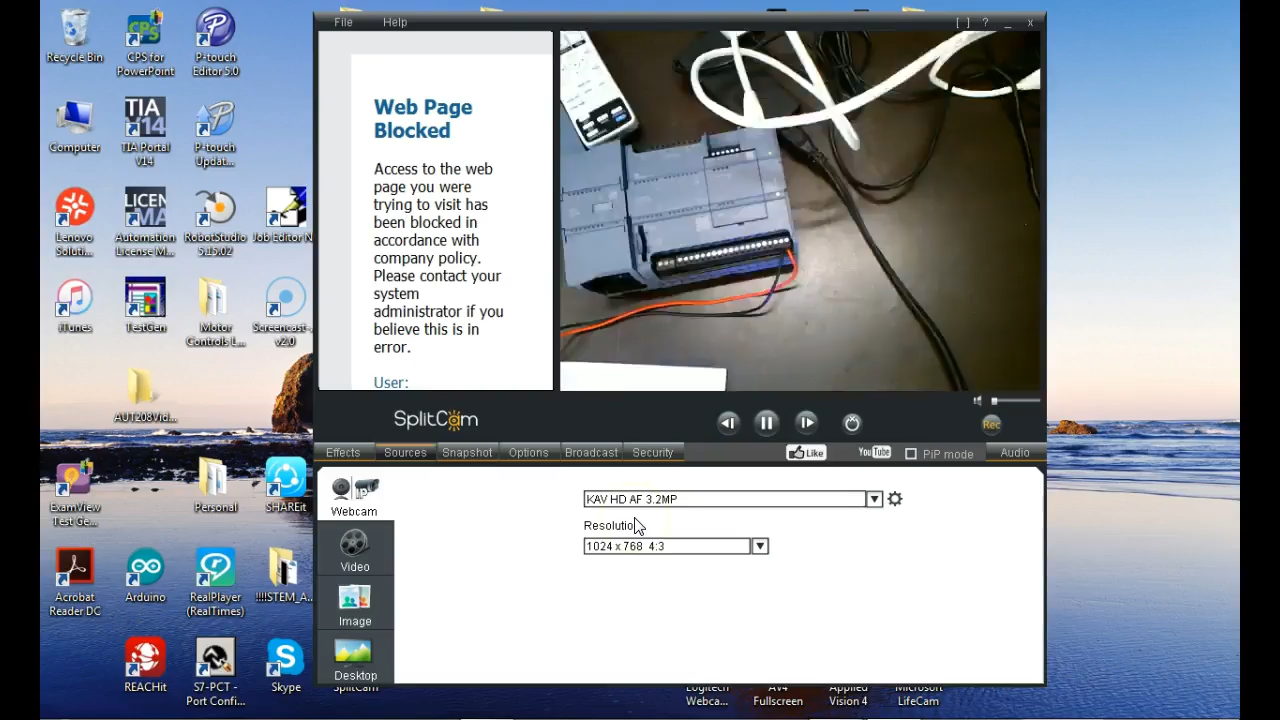 File Help [ ] ? _ x
Recycle Bin
CPS for
PowerPoint
P-touch
Editor 5.0
Computer
TIA
V14
TIA Portal
V14
P-touch
Updat...
Lenovo
Soluti...
LICEN
MA
Automation
License M...
RobotStudio
5.15.02
Job Editor N
iTunes
TestGen
Motor
Controls L...
Screencast-...
v2.0
AUT208Vid...
ExamView
Test Ge...
Personal
SHAREit
Acrobat
Reader DC
Arduino
RealPlayer
(RealTimes)
!!!!STEM_A...
REACHit
S7-PCT -
Port Confi...
Skype
SplitCam
Web Page
Blocked
Access to the web
page you were
trying to visit has
been blocked in
accordance with
company policy.
Please contact your
system
administrator if you
believe this is in
error.
User:
SplitCam
Rec
Effects Sources Snapshot Options Broadcast Security Like YouTube PiP mode Audio
Webcam
KAV HD AF 3.2MP
Resolutio
1024 x 768 4:3
Video
Image
Desktop
Logitech
Webca...
AV4
Fullscreen
Applied
Vision 4
Microsoft
LifeCam